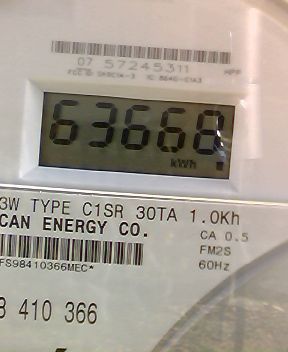 07 57245311
63668
kWh
3W TYPE C1SR 30TA 1.0Kh
CAN ENERGY CO.
CA 0.5
FM2S
60Hz
FS98410366MEC*
8 410 366